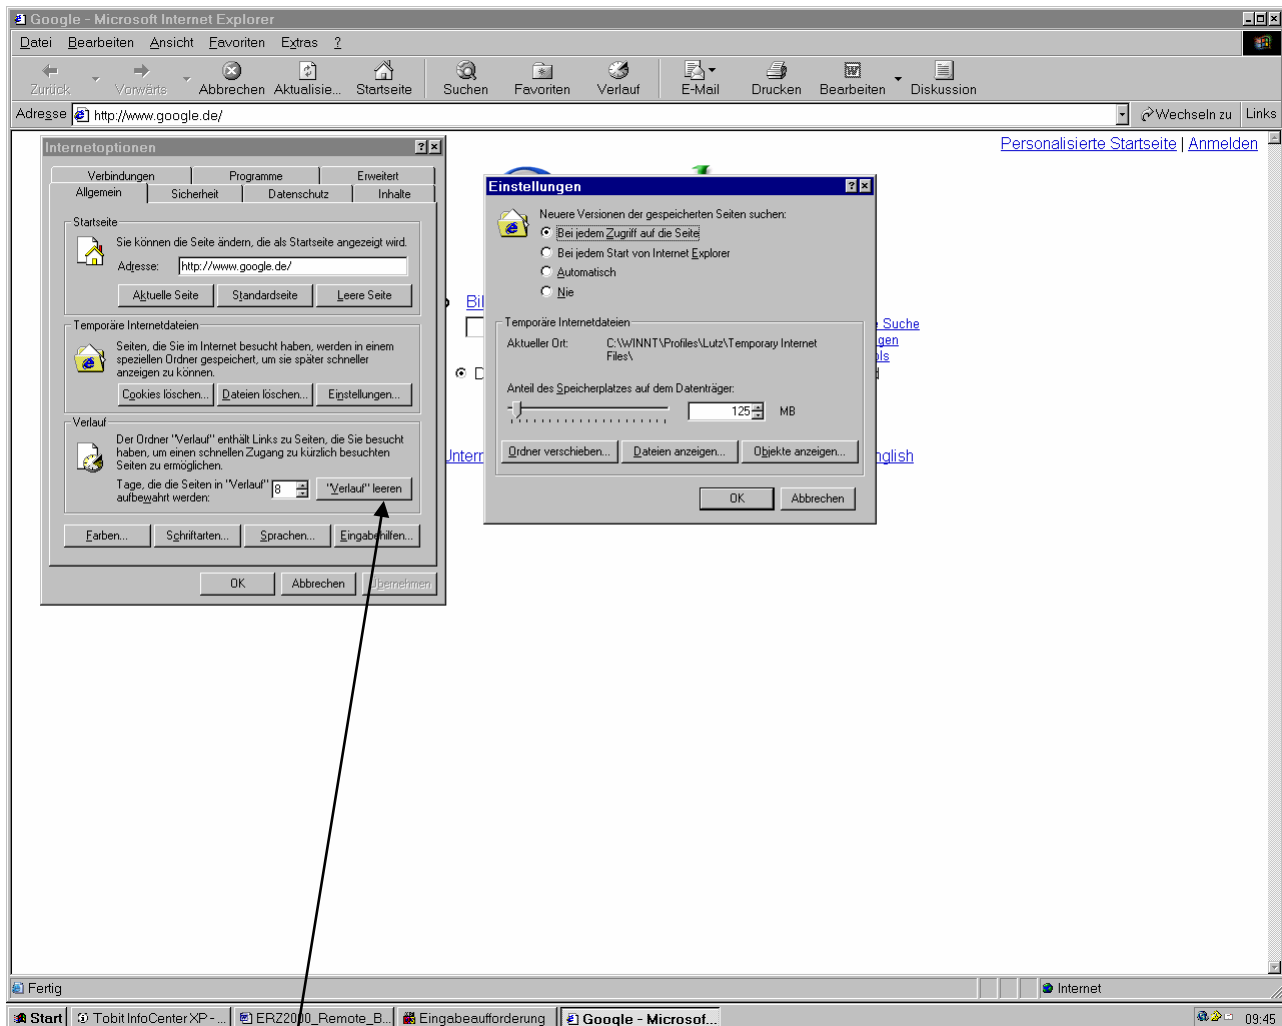 Google - Microsoft Internet Explorer
Datei Bearbeiten Ansicht Favoriten Extras ?
Zurück Vorwärts Abbrechen Aktualisie... Startseite Suchen Favoriten Verlauf E-Mail Drucken Bearbeiten Diskussion
Adresse http://www.google.de/ Wechseln zu Links
Personalisierte Startseite | Anmelden
Internetoptionen
Verbindungen Programme Erweitert
Allgemein Sicherheit Datenschutz Inhalte
Startseite
Sie können die Seite ändern, die als Startseite angezeigt wird.
Adresse: http://www.google.de/
Aktuelle Seite Standardseite Leere Seite
Temporäre Internetdateien
Seiten, die Sie im Internet besucht haben, werden in einem
speziellen Ordner gespeichert, um sie später schneller
anzeigen zu können.
Cookies löschen... Dateien löschen... Einstellungen...
Verlauf
Der Ordner "Verlauf" enthält Links zu Seiten, die Sie besucht
haben, um einen schnellen Zugang zu kürzlich besuchten
Seiten zu ermöglichen.
Tage, die die Seiten in "Verlauf"
aufbewahrt werden: 8 "Verlauf" leeren
Farben... Schriftarten... Sprachen... Eingabehilfen...
OK Abbrechen Übernehmen
Einstellungen
Neuere Versionen der gespeicherten Seiten suchen:
Bei jedem Zugriff auf die Seite
Bei jedem Start von Internet Explorer
Automatisch
Nie
Temporäre Internetdateien
Aktueller Ort: C:\WINNT\Profiles\Lutz\Temporary Internet
Files\
Anteil des Speicherplatzes auf dem Datenträger:
125 MB
Ordner verschieben... Dateien anzeigen... Objekte anzeigen...
OK Abbrechen
Bil
Suche
gen
D
Untern
nglish
Fertig Internet
Start Tobit InfoCenter XP - ... ERZ2000_Remote_B... Eingabeaufforderung Google - Microsof... 09:45